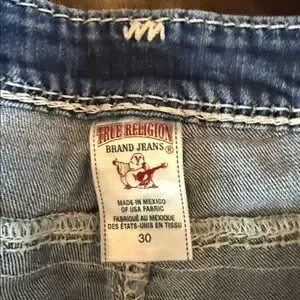 TRUE RELIGION
BRAND JEANS®
MADE IN MEXICO
OF USA FABRIC
FABRIQUÉ AU MEXIQUE
DES ÉTATS-UNIS EN TISSU
30